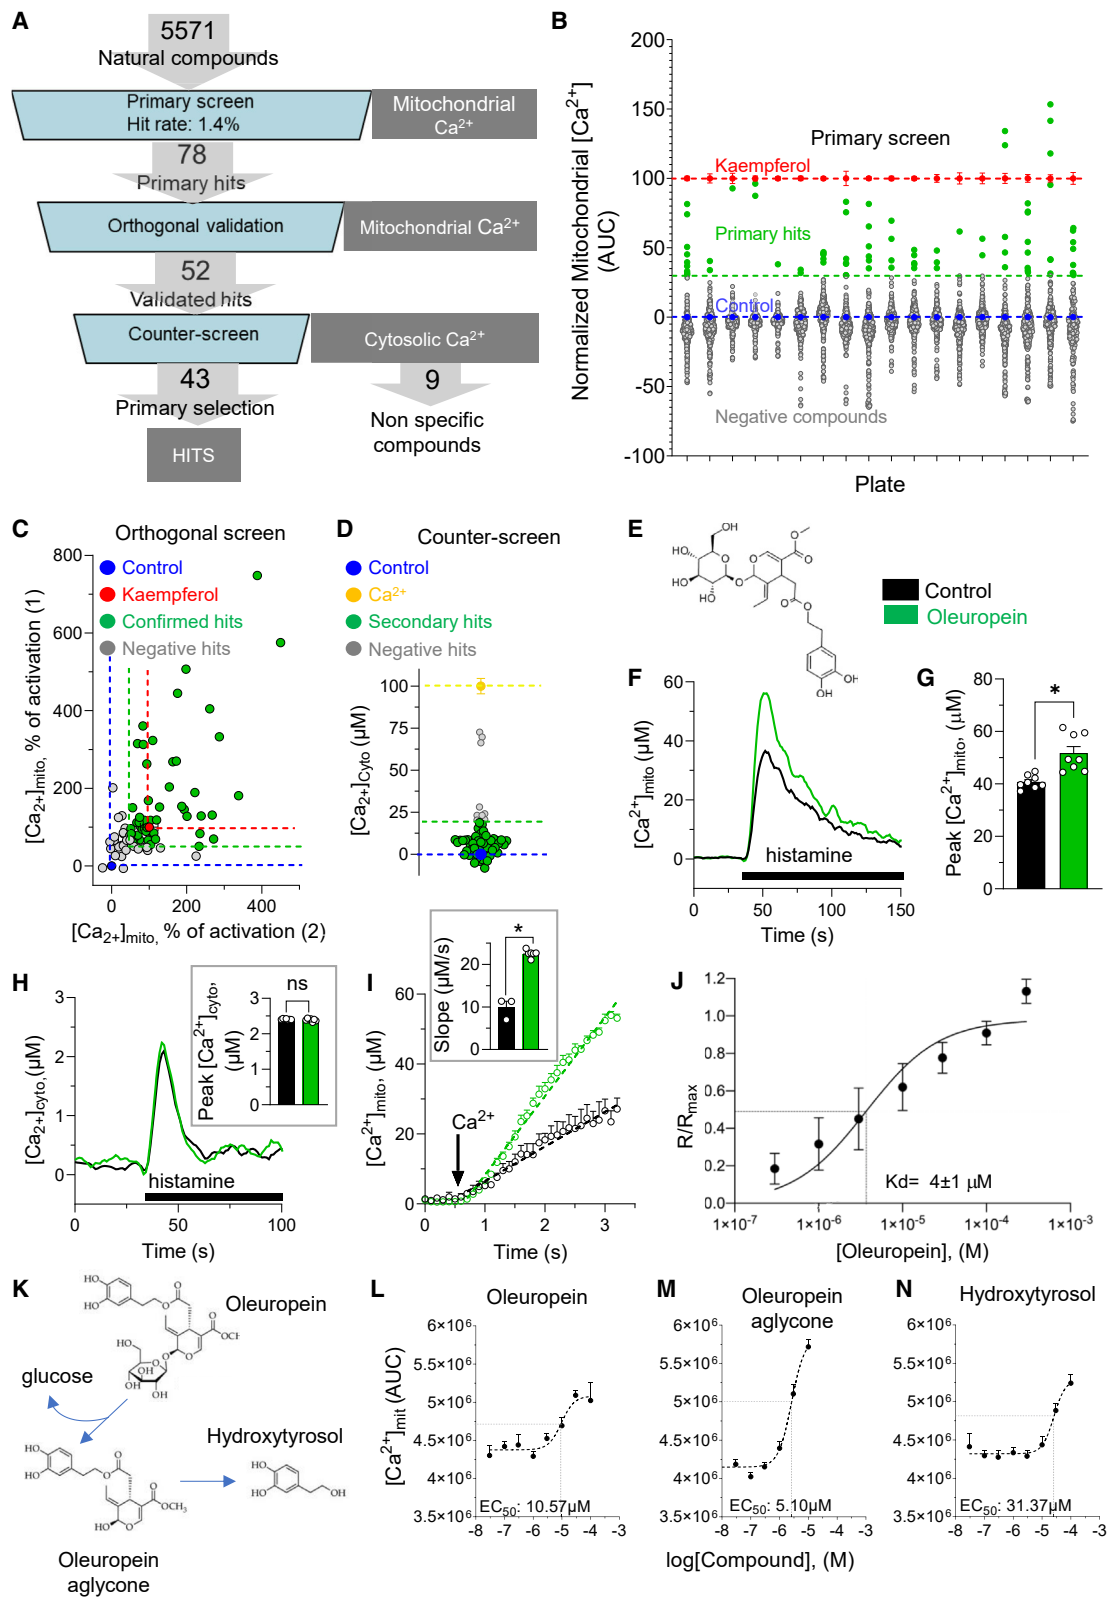 A
5571
Natural compounds
Primary screen
Hit rate: 1.4%
Mitochondrial
Ca2+
78
Primary hits
Orthogonal validation
Mitochondrial Ca2+
52
Validated hits
Counter-screen
Cytosolic Ca2+
43
Primary selection
9
Non specific
compounds
HITS
B
Normalized Mitochondrial [Ca2+]
(AUC)
200
150
100
50
0
-50
-100
Primary screen
Kaempferol
Primary hits
Control
Negative compounds
Plate
C
Orthogonal screen
[Ca2+]mito, % of activation (1)
800
600
400
200
0
Control
Kaempferol
Confirmed hits
Negative hits
0
200
400
[Ca2+]mito, % of activation (2)
D
Counter-screen
Control
Ca2+
Secondary hits
Negative hits
[Ca2+]Cyto (µM)
100
75
50
25
0
E
OH
HO
HO
HO
OH
O
O
O
O
O
O
O
OH
OH
Control
Oleuropein
F
[Ca2+]mito (µM)
60
40
20
0
histamine
0
50
100
150
Time (s)
G
Peak [Ca2+]mito, (µM)
80
60
40
20
0
*
H
[Ca2+]cyto,(µM)
3
2
1
0
histamine
0
50
100
Time (s)
Peak [Ca2+]cyto,
(µM)
3
2
1
0
ns
I
[Ca2+]mito, (µM)
60
40
20
0
Ca2+
0
1
2
3
Time (s)
Slope (µM/s)
20
10
0
*
J
R/Rmax
1.2
1.0
0.8
0.6
0.4
0.2
0.0
Kd= 4±1 µM
1×10-7
1×10-6
1×10-5
1×10-4
1×10-3
[Oleuropein], (M)
K
Oleuropein
glucose
Hydroxytyrosol
Oleuropein
aglycone
L
Oleuropein
[Ca2+]mit (AUC)
6×10⁶
5.5×10⁶
5×10⁶
4.5×10⁶
4×10⁶
3.5×10⁶
EC50: 10.57µM
-8 -7 -6 -5 -4 -3
M
Oleuropein
aglycone
6×10⁶
5.5×10⁶
5×10⁶
4.5×10⁶
4×10⁶
3.5×10⁶
EC50: 5.10µM
-8 -7 -6 -5 -4 -3
log[Compound], (M)
N
Hydroxytyrosol
6×10⁶
5.5×10⁶
5×10⁶
4.5×10⁶
4×10⁶
3.5×10⁶
EC50: 31.37µM
-8 -7 -6 -5 -4 -3